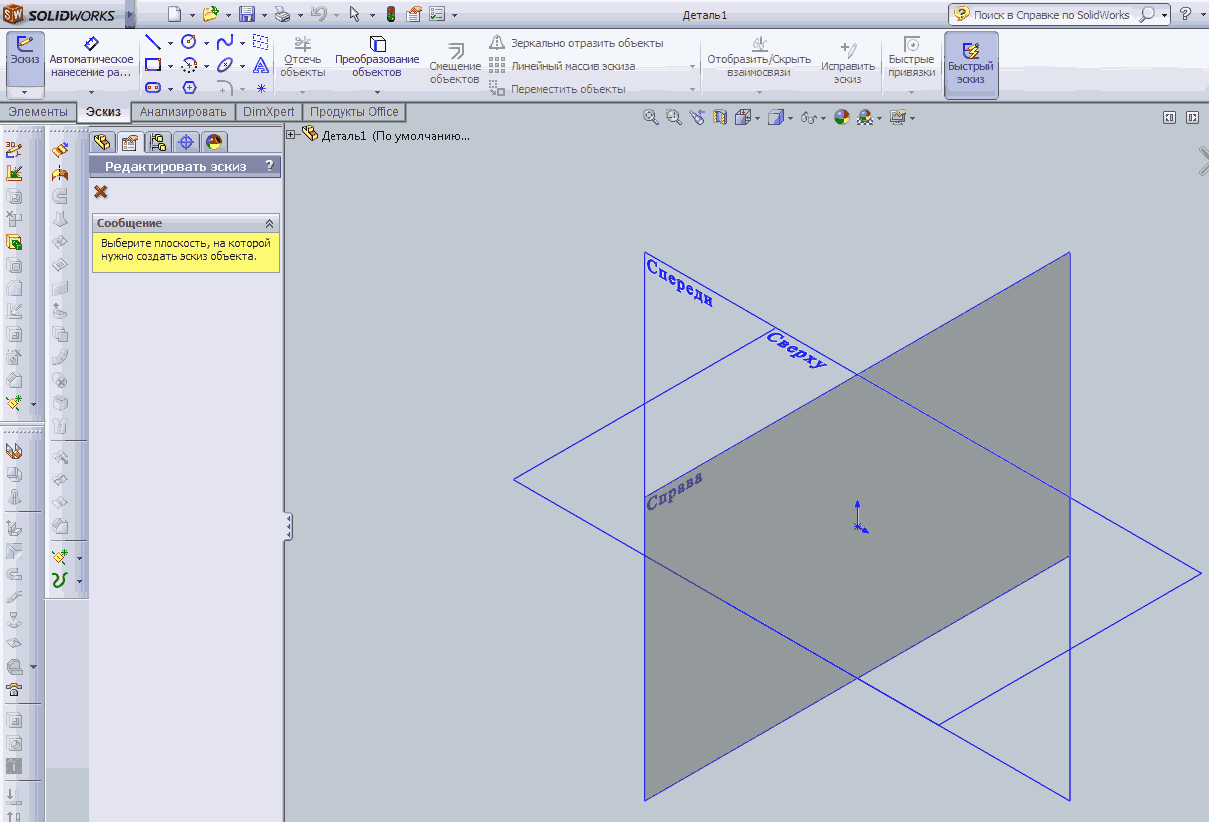 SW SOLIDWORKS
Деталь1
Поиск в Справке по SolidWorks
?
Эскиз
Автоматическое
нанесение ра...
Отсечь
объекты
Преобразование
объектов
Смещение
объектов
Зеркально отразить объекты
Линейный массив эскиза
Переместить объекты
Отобразить/Скрыть
взаимосвязи
Исправить
эскиз
Быстрые
привязки
Быстрый
эскиз
Элементы
Эскиз
Анализировать
DimXpert
Продукты Office
Деталь1 (По умолчанию...
Редактировать эскиз ?
Сообщение
Выберите плоскость, на которой
нужно создать эскиз объекта.
3D
Спереди
Сверху
Справа